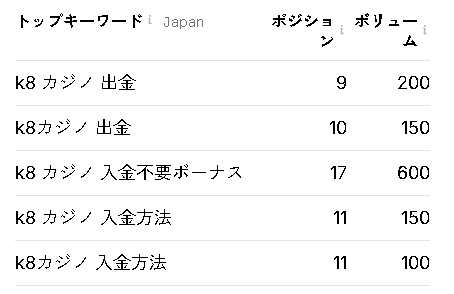 トップキーワード i Japan ポジション i ボリューム i
k8 カジノ 出金 9 200
k8カジノ 出金 10 150
k8 カジノ 入金不要ボーナス 17 600
k8 カジノ 入金方法 11 150
k8カジノ 入金方法 11 100